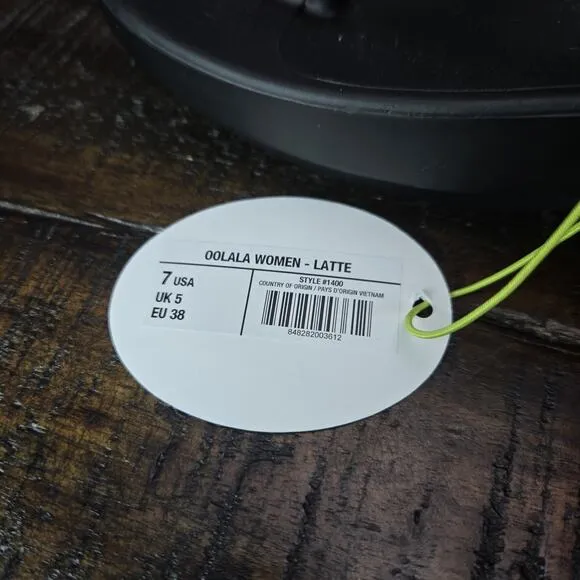 OOLALA WOMEN - LATTE
7 USA
UK 5
EU 38
STYLE #1400
COUNTRY OF ORIGIN / PAYS D'ORIGIN VIETNAM
848282003612